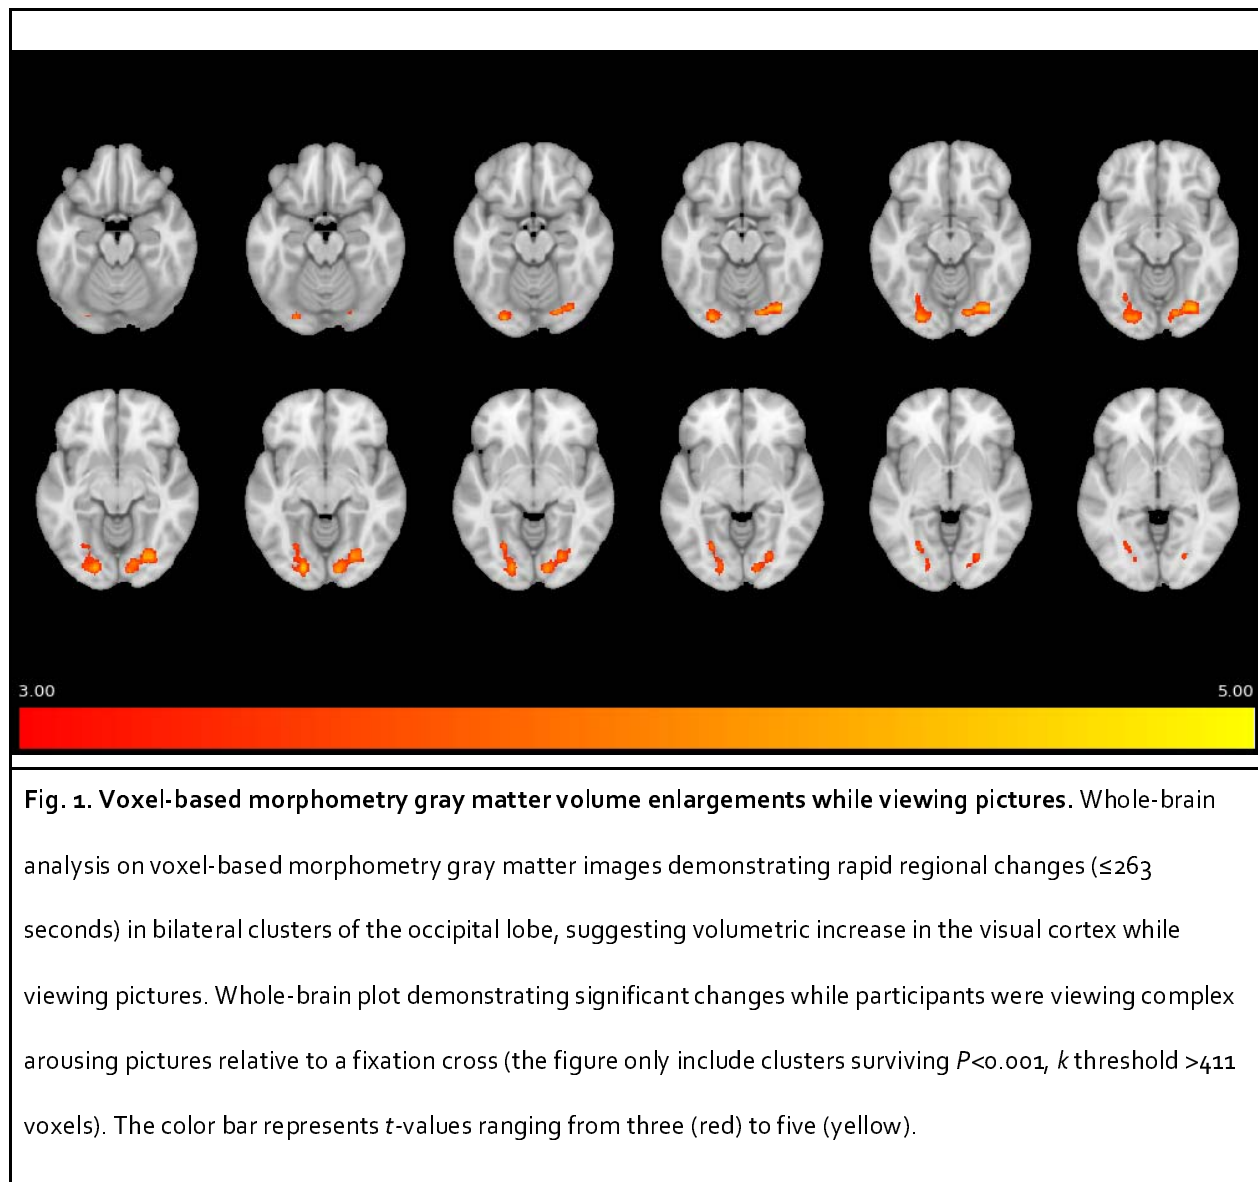 3.00 5.00
Fig. 1. Voxel-based morphometry gray matter volume enlargements while viewing pictures. Whole-brain
analysis on voxel-based morphometry gray matter images demonstrating rapid regional changes (≤263
seconds) in bilateral clusters of the occipital lobe, suggesting volumetric increase in the visual cortex while
viewing pictures. Whole-brain plot demonstrating significant changes while participants were viewing complex
arousing pictures relative to a fixation cross (the figure only include clusters surviving P<0.001, k threshold >411
voxels). The color bar represents t-values ranging from three (red) to five (yellow).